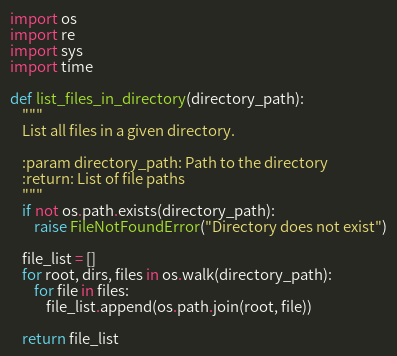 import os
import re
import sys
import time

def list_files_in_directory(directory_path):
    """
    List all files in a given directory.

    :param directory_path: Path to the directory
    :return: List of file paths
    """
    if not os.path.exists(directory_path):
        raise FileNotFoundError("Directory does not exist")

    file_list = []
    for root, dirs, files in os.walk(directory_path):
        for file in files:
            file_list.append(os.path.join(root, file))

    return file_list